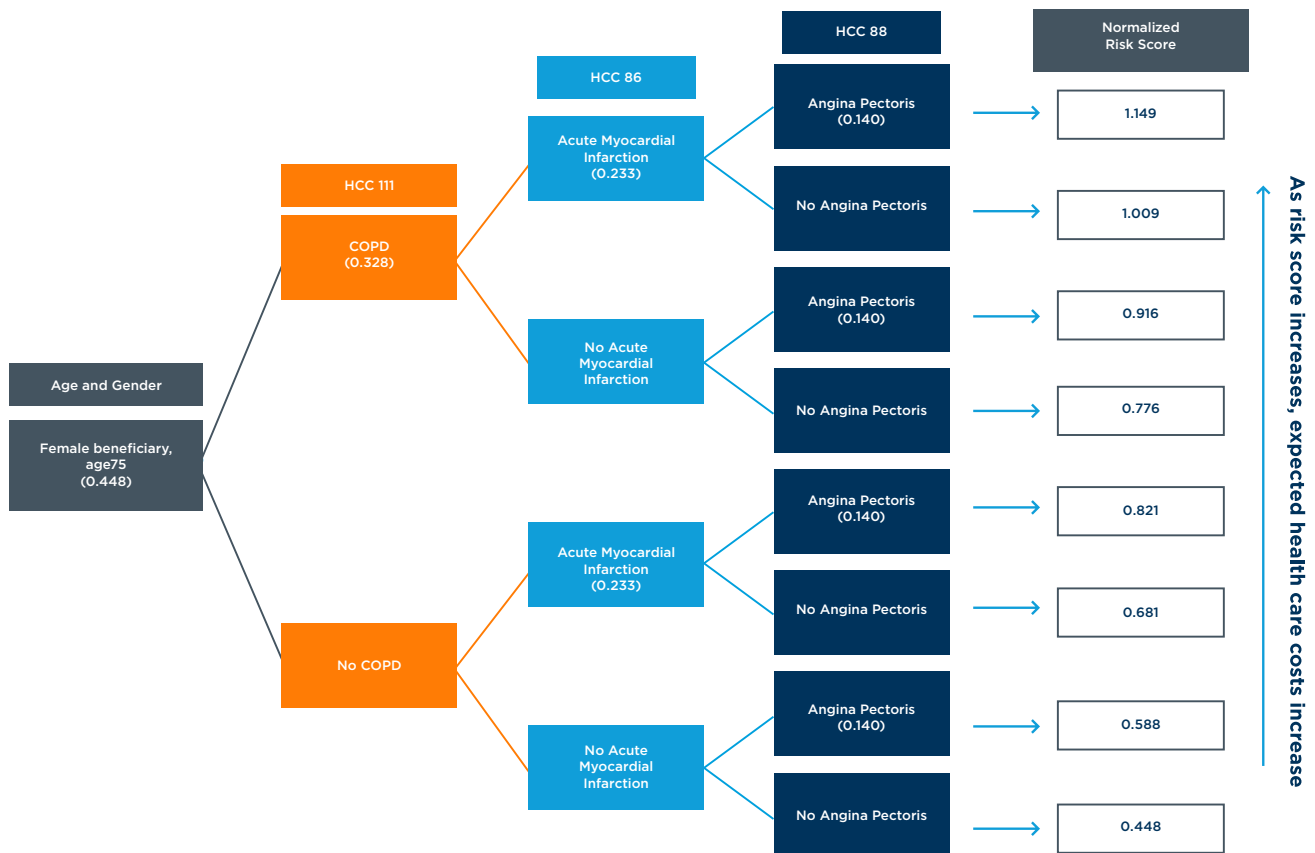 HCC 88
Normalized
Risk Score
HCC 86
Angina Pectoris
(0.140)
1.149
Acute Myocardial
Infarction
(0.233)
HCC 111
No Angina Pectoris
1.009
COPD
(0.328)
Angina Pectoris
(0.140)
0.916
No Acute
Myocardial
Infarction
Age and Gender
No Angina Pectoris
0.776
Female beneficiary,
age75
(0.448)
Angina Pectoris
(0.140)
0.821
Acute Myocardial
Infarction
(0.233)
No Angina Pectoris
0.681
No COPD
Angina Pectoris
(0.140)
0.588
No Acute
Myocardial
Infarction
No Angina Pectoris
0.448
As risk score increases, expected health care costs increase